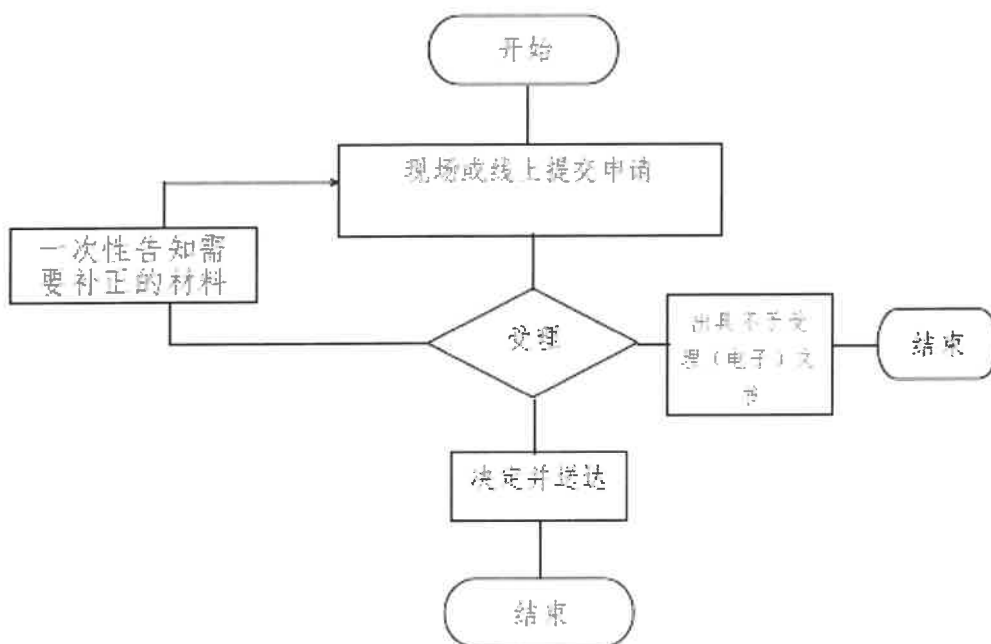 开始
现场或线上提交申请
一次性告知需
要补正的材料
受理
出具不予受
理（电子）文
书
结束
决定并送达
结束